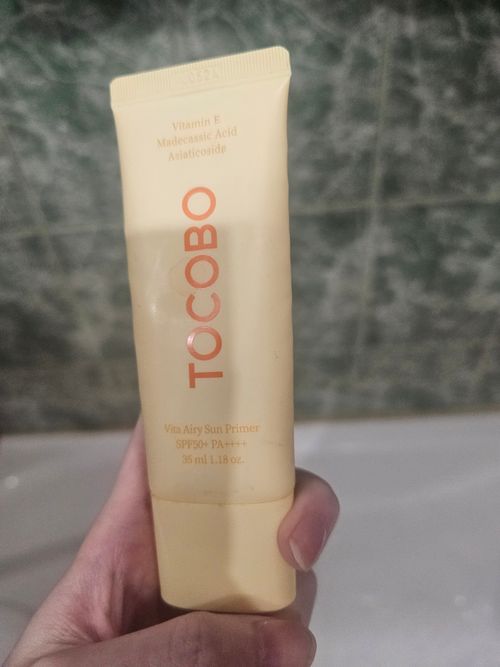 Vitamin E
Madecassic Acid
Asiaticoside
TOCOBO
Vita Airy Sun Primer
SPF50+ PA++++
35 ml 1.18 oz.